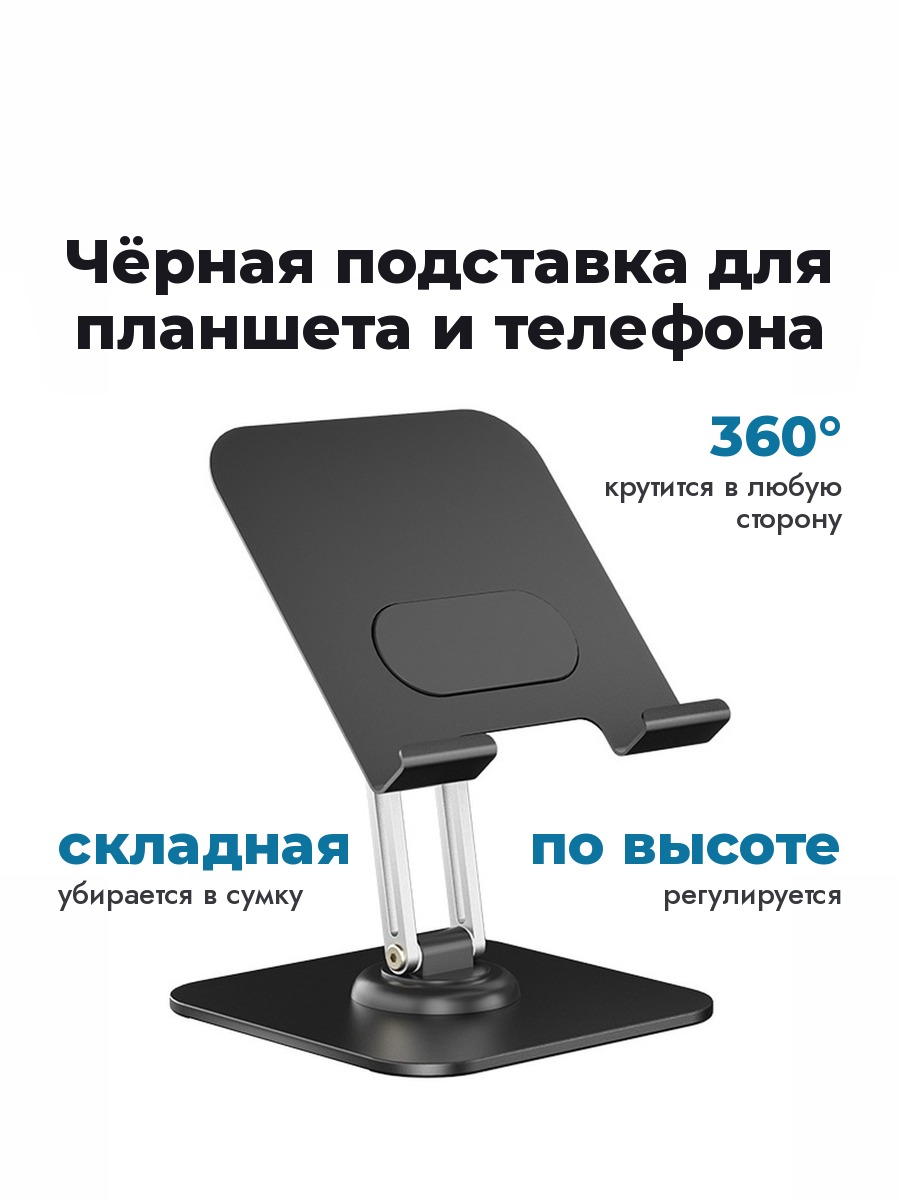 Чёрная подставка для
планшета и телефона
360°
крутится в любую
сторону
складная
убирается в сумку
по высоте
регулируется